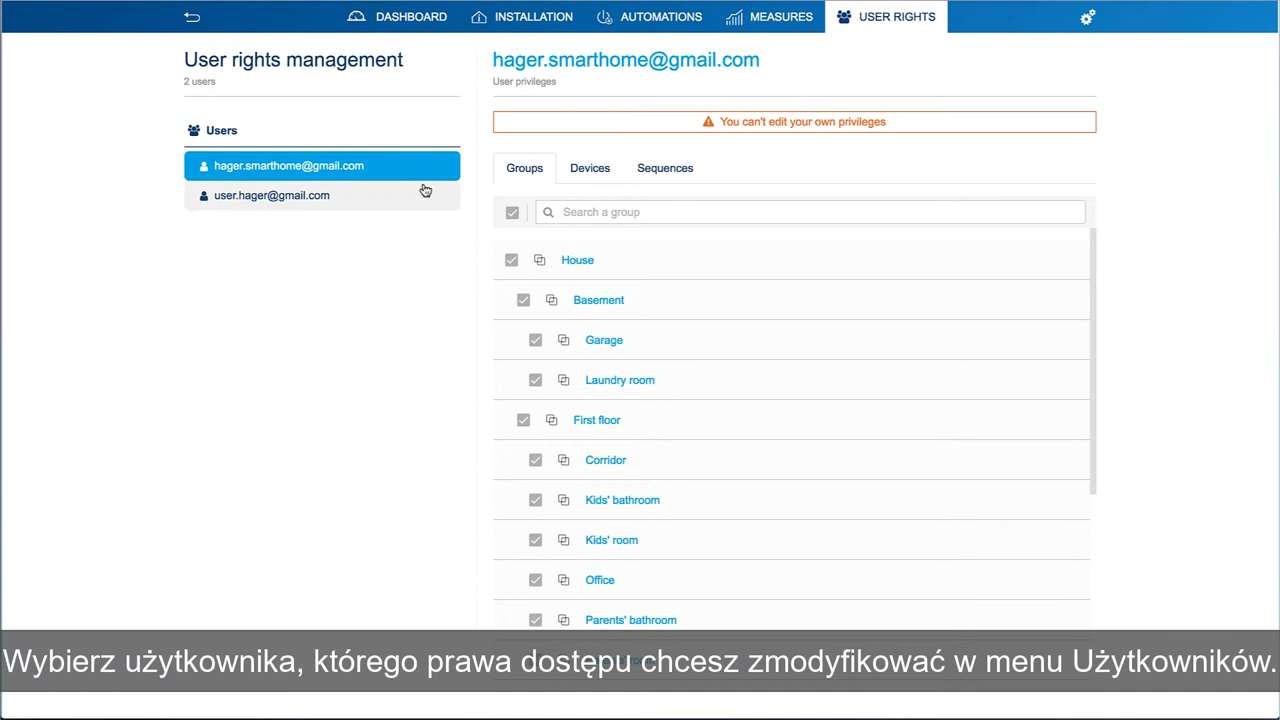 DASHBOARD
INSTALLATION
AUTOMATIONS
MEASURES
USER RIGHTS
User rights management
2 users
Users
hager.smarthome@gmail.com
user.hager@gmail.com
hager.smarthome@gmail.com
User privileges
You can't edit your own privileges
Groups
Devices
Sequences
Search a group
House
Basement
Garage
Laundry room
First floor
Corridor
Kids' bathroom
Kids' room
Office
Parents' bathroom
Wybierz użytkownika, którego prawa dostępu chcesz zmodyfikować w menu Użytkowników.